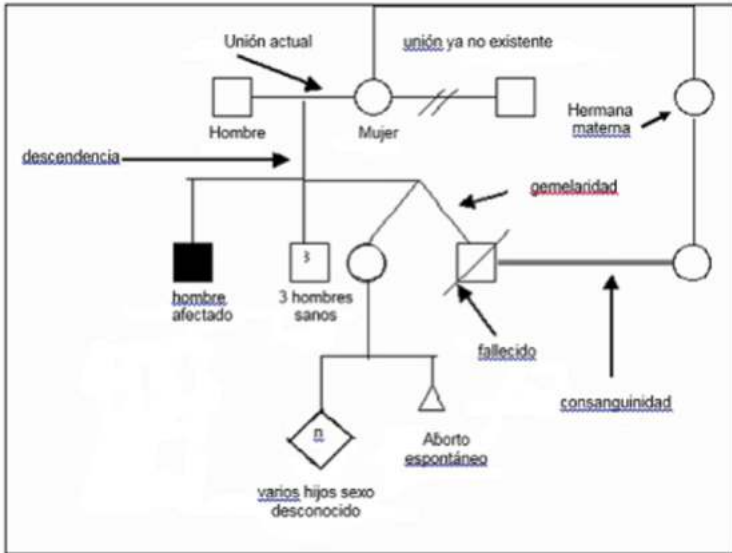 Unión actual
unión ya no existente
Hombre
Mujer
Hermana
materna
descendencia
gemelaridad
3
hombre
afectado
3 hombres
sanos
fallecido
consanguinidad
n
Aborto
espontáneo
varios hijos sexo
desconocido